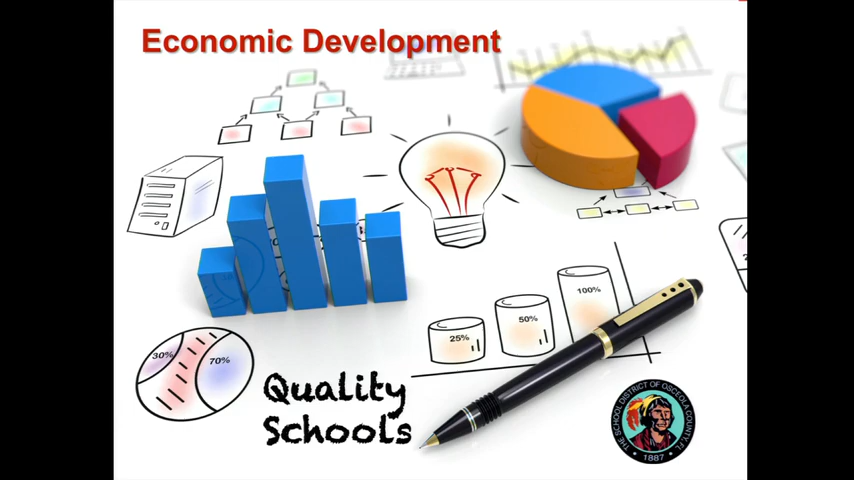 Economic Development
25%
50%
100%
30%
70%
Quality
Schools
THE SCHOOL DISTRICT OF OSCEOLA COUNTY, FL
1887